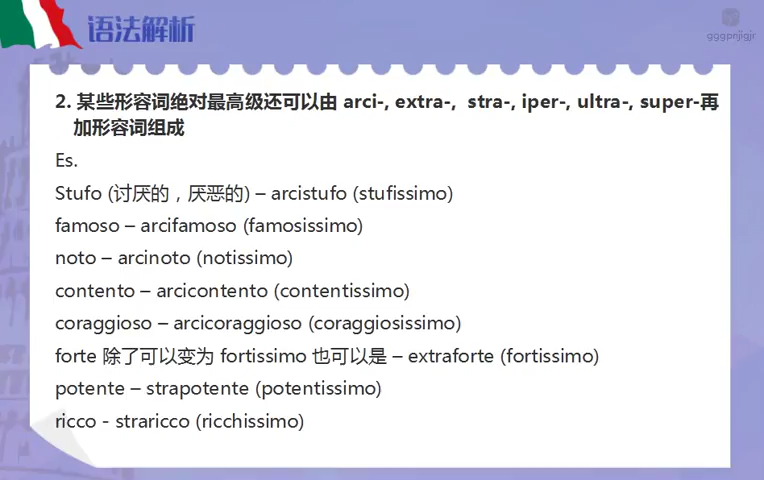 语法解析
gggpnjigjr
2. 某些形容词绝对最高级还可以由 arci-, extra-, stra-, iper-, ultra-, super-再
加形容词组成
Es.
Stufo (讨厌的，厌恶的) – arcistufo (stufissimo)
famoso – arcifamoso (famosissimo)
noto – arcinoto (notissimo)
contento – arcicontento (contentissimo)
coraggioso – arcicoraggioso (coraggiosissimo)
forte 除了可以变为 fortissimo 也可以是 – extraforte (fortissimo)
potente – strapotente (potentissimo)
ricco - straricco (ricchissimo)